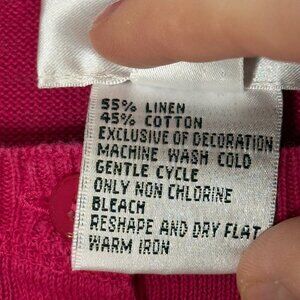 55% LINEN
45% COTTON
EXCLUSIVE OF DECORATION
MACHINE WASH COLD
GENTLE CYCLE
ONLY NON CHLORINE
BLEACH
RESHAPE AND DRY FLAT
WARM IRON